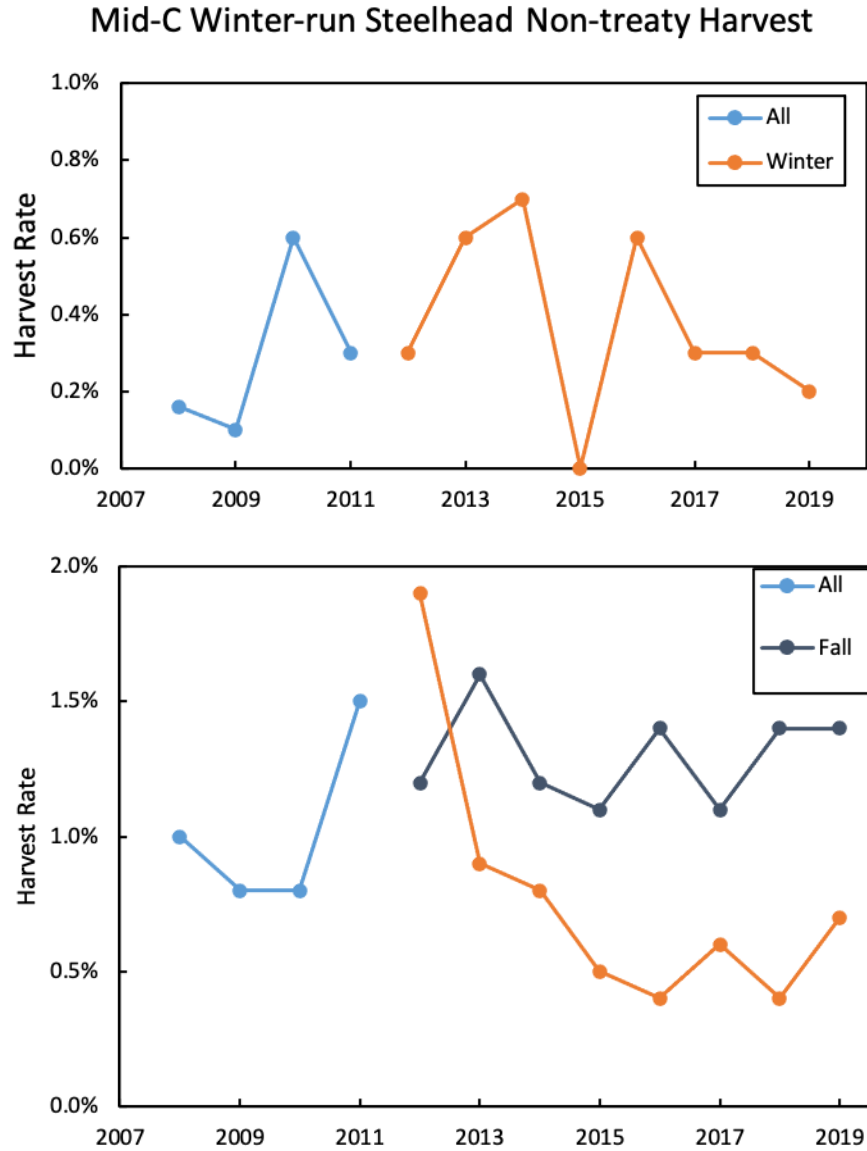 Mid-C Winter-run Steelhead Non-treaty Harvest
1.0%
0.8%
0.6%
0.4%
0.2%
0.0%
Harvest Rate
All
Winter
2007 2009 2011 2013 2015 2017 2019
2.0%
1.5%
1.0%
0.5%
0.0%
Harvest Rate
All
Fall
2007 2009 2011 2013 2015 2017 2019